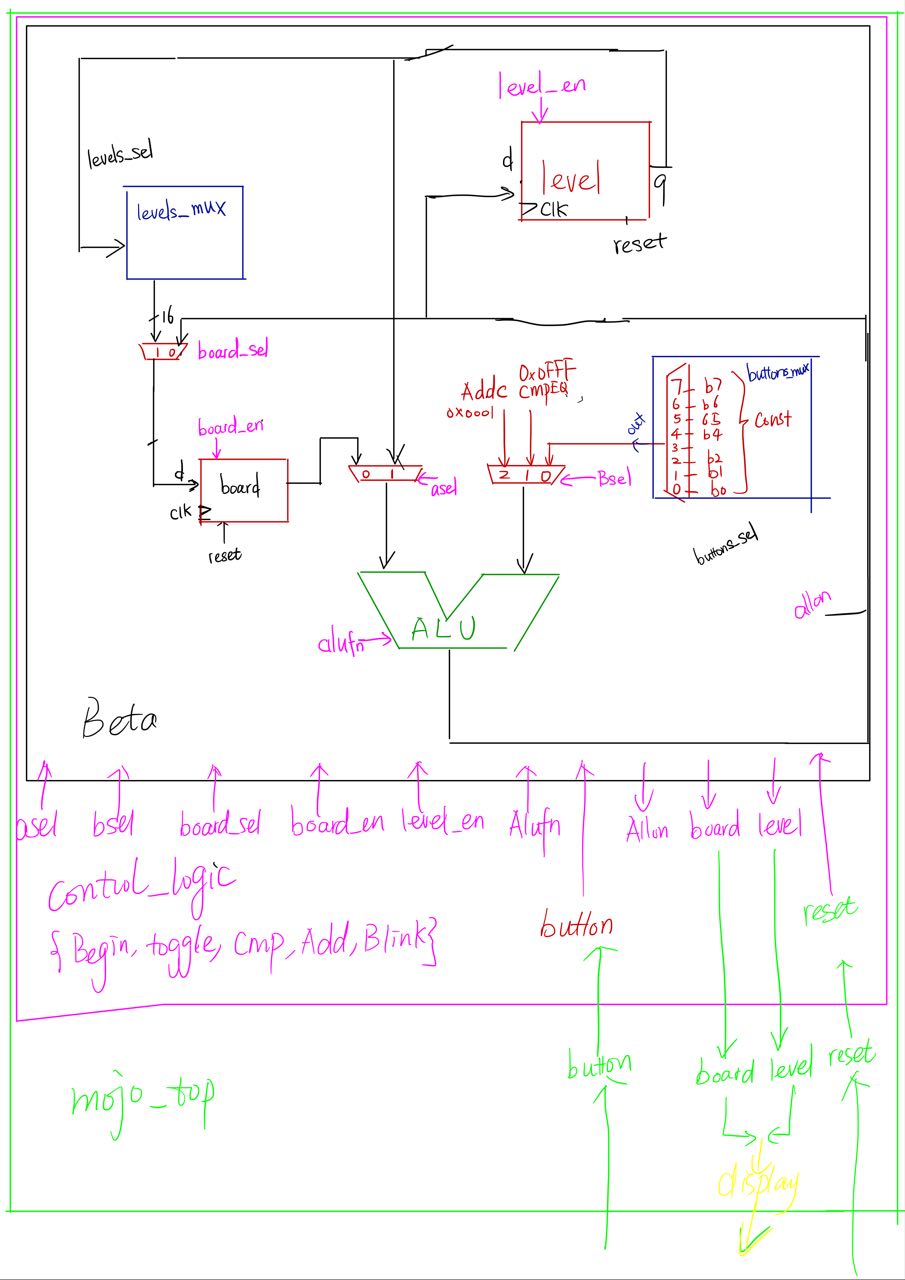 level_en
levels_sel
d
level
q
CLK
reset
levels_mux
16
1 0
board_sel
0x0FFF
Addc CmpEQ
0x0001
buttons_mux
7 b7
6 b6
5 b5
4 b4
3
2 b2
1 b1
0 b0
Const
out
board_en
d
board
CLK
reset
0 1
asel
2 1 0
Bsel
buttons_sel
allon
alufn
ALU
Beta
asel bsel board_sel board_en level_en Alufn Allon board level
Control_logic
{Begin, toggle, Cmp, Add, Blink}
button
reset
button
board level reset
mojo_top
display